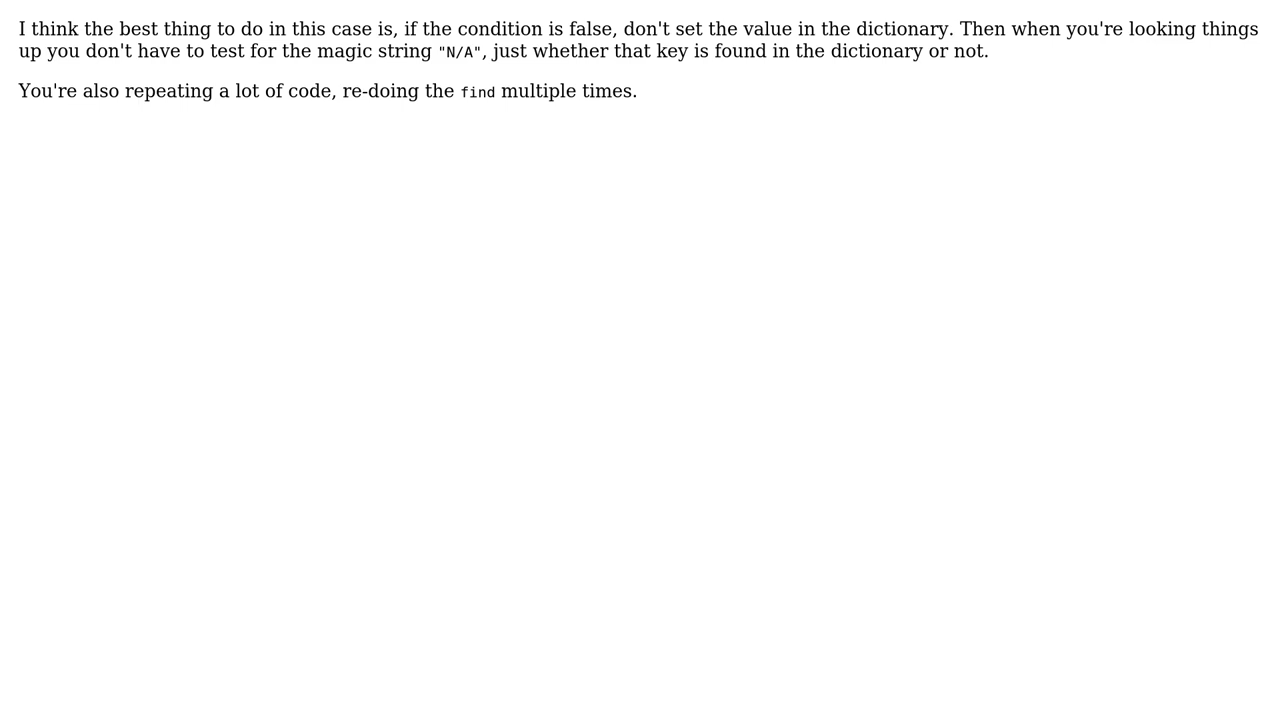 I think the best thing to do in this case is, if the condition is false, don't set the value in the dictionary. Then when you're looking things
up you don't have to test for the magic string "N/A", just whether that key is found in the dictionary or not.
You're also repeating a lot of code, re-doing the find multiple times.